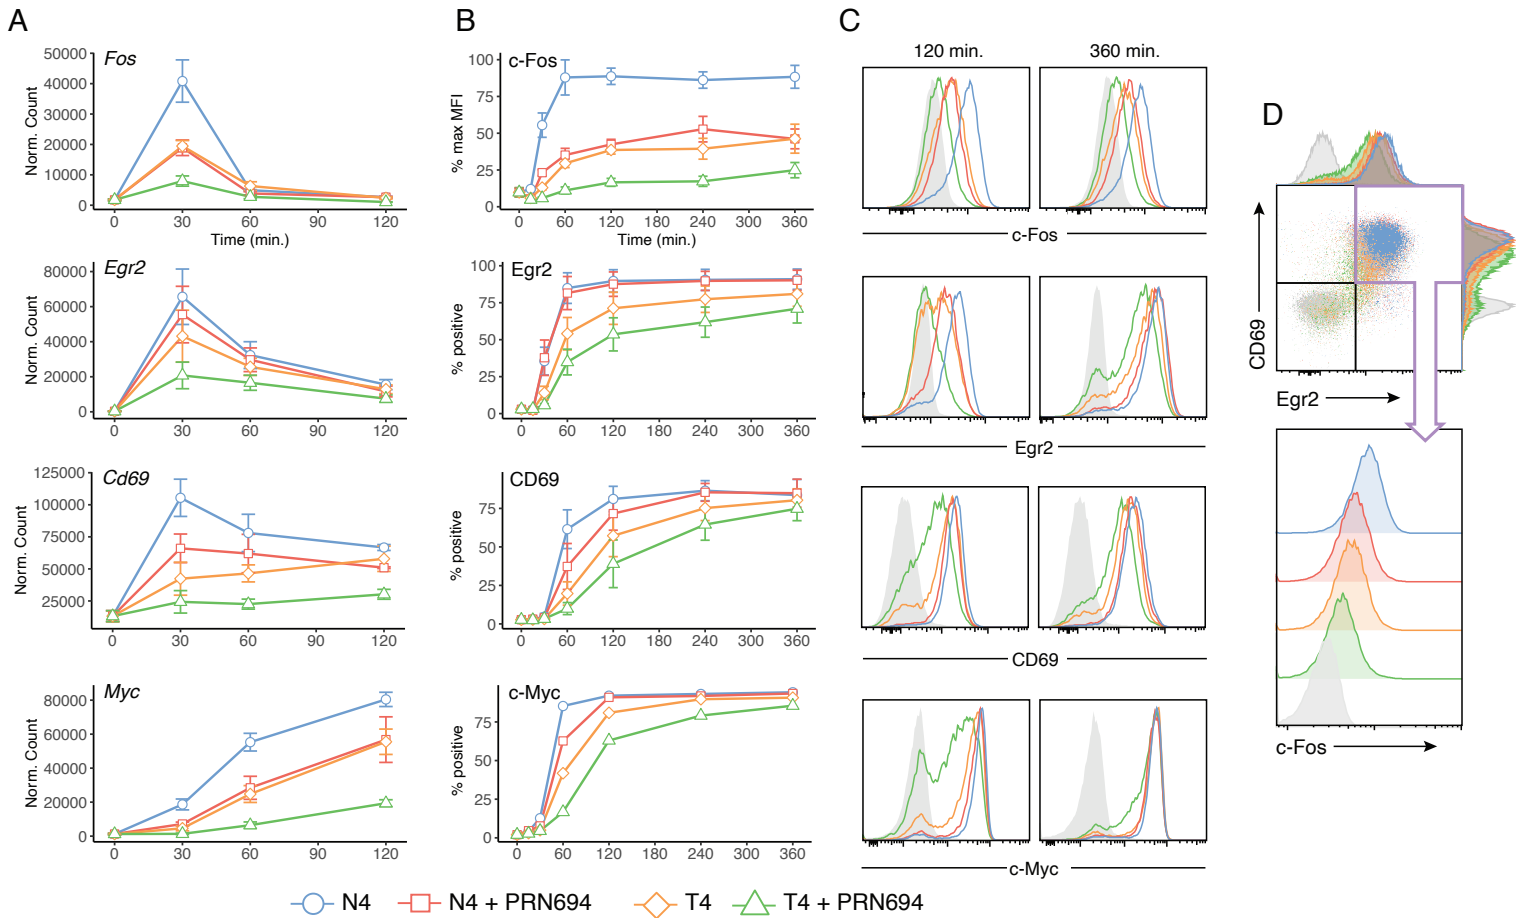 A
B
C
D
Fos
50000
40000
30000
20000
10000
0
Norm. Count
0 30 60 90 120
Time (min.)
Egr2
80000
60000
40000
20000
0
Norm. Count
0 30 60 90 120
Cd69
125000
100000
75000
50000
25000
Norm. Count
0 30 60 90 120
Myc
80000
60000
40000
20000
0
Norm. Count
0 30 60 90 120
c-Fos
100
75
50
25
0
% max MFI
0 60 120 180 240 300 360
Time (min.)
Egr2
100
75
50
25
0
% positive
0 60 120 180 240 300 360
CD69
75
50
25
0
% positive
0 60 120 180 240 300 360
c-Myc
75
50
25
0
% positive
0 60 120 180 240 300 360
120 min. 360 min.
c-Fos
Egr2
CD69
c-Myc
CD69
Egr2
c-Fos
N4 N4 + PRN694 T4 T4 + PRN694